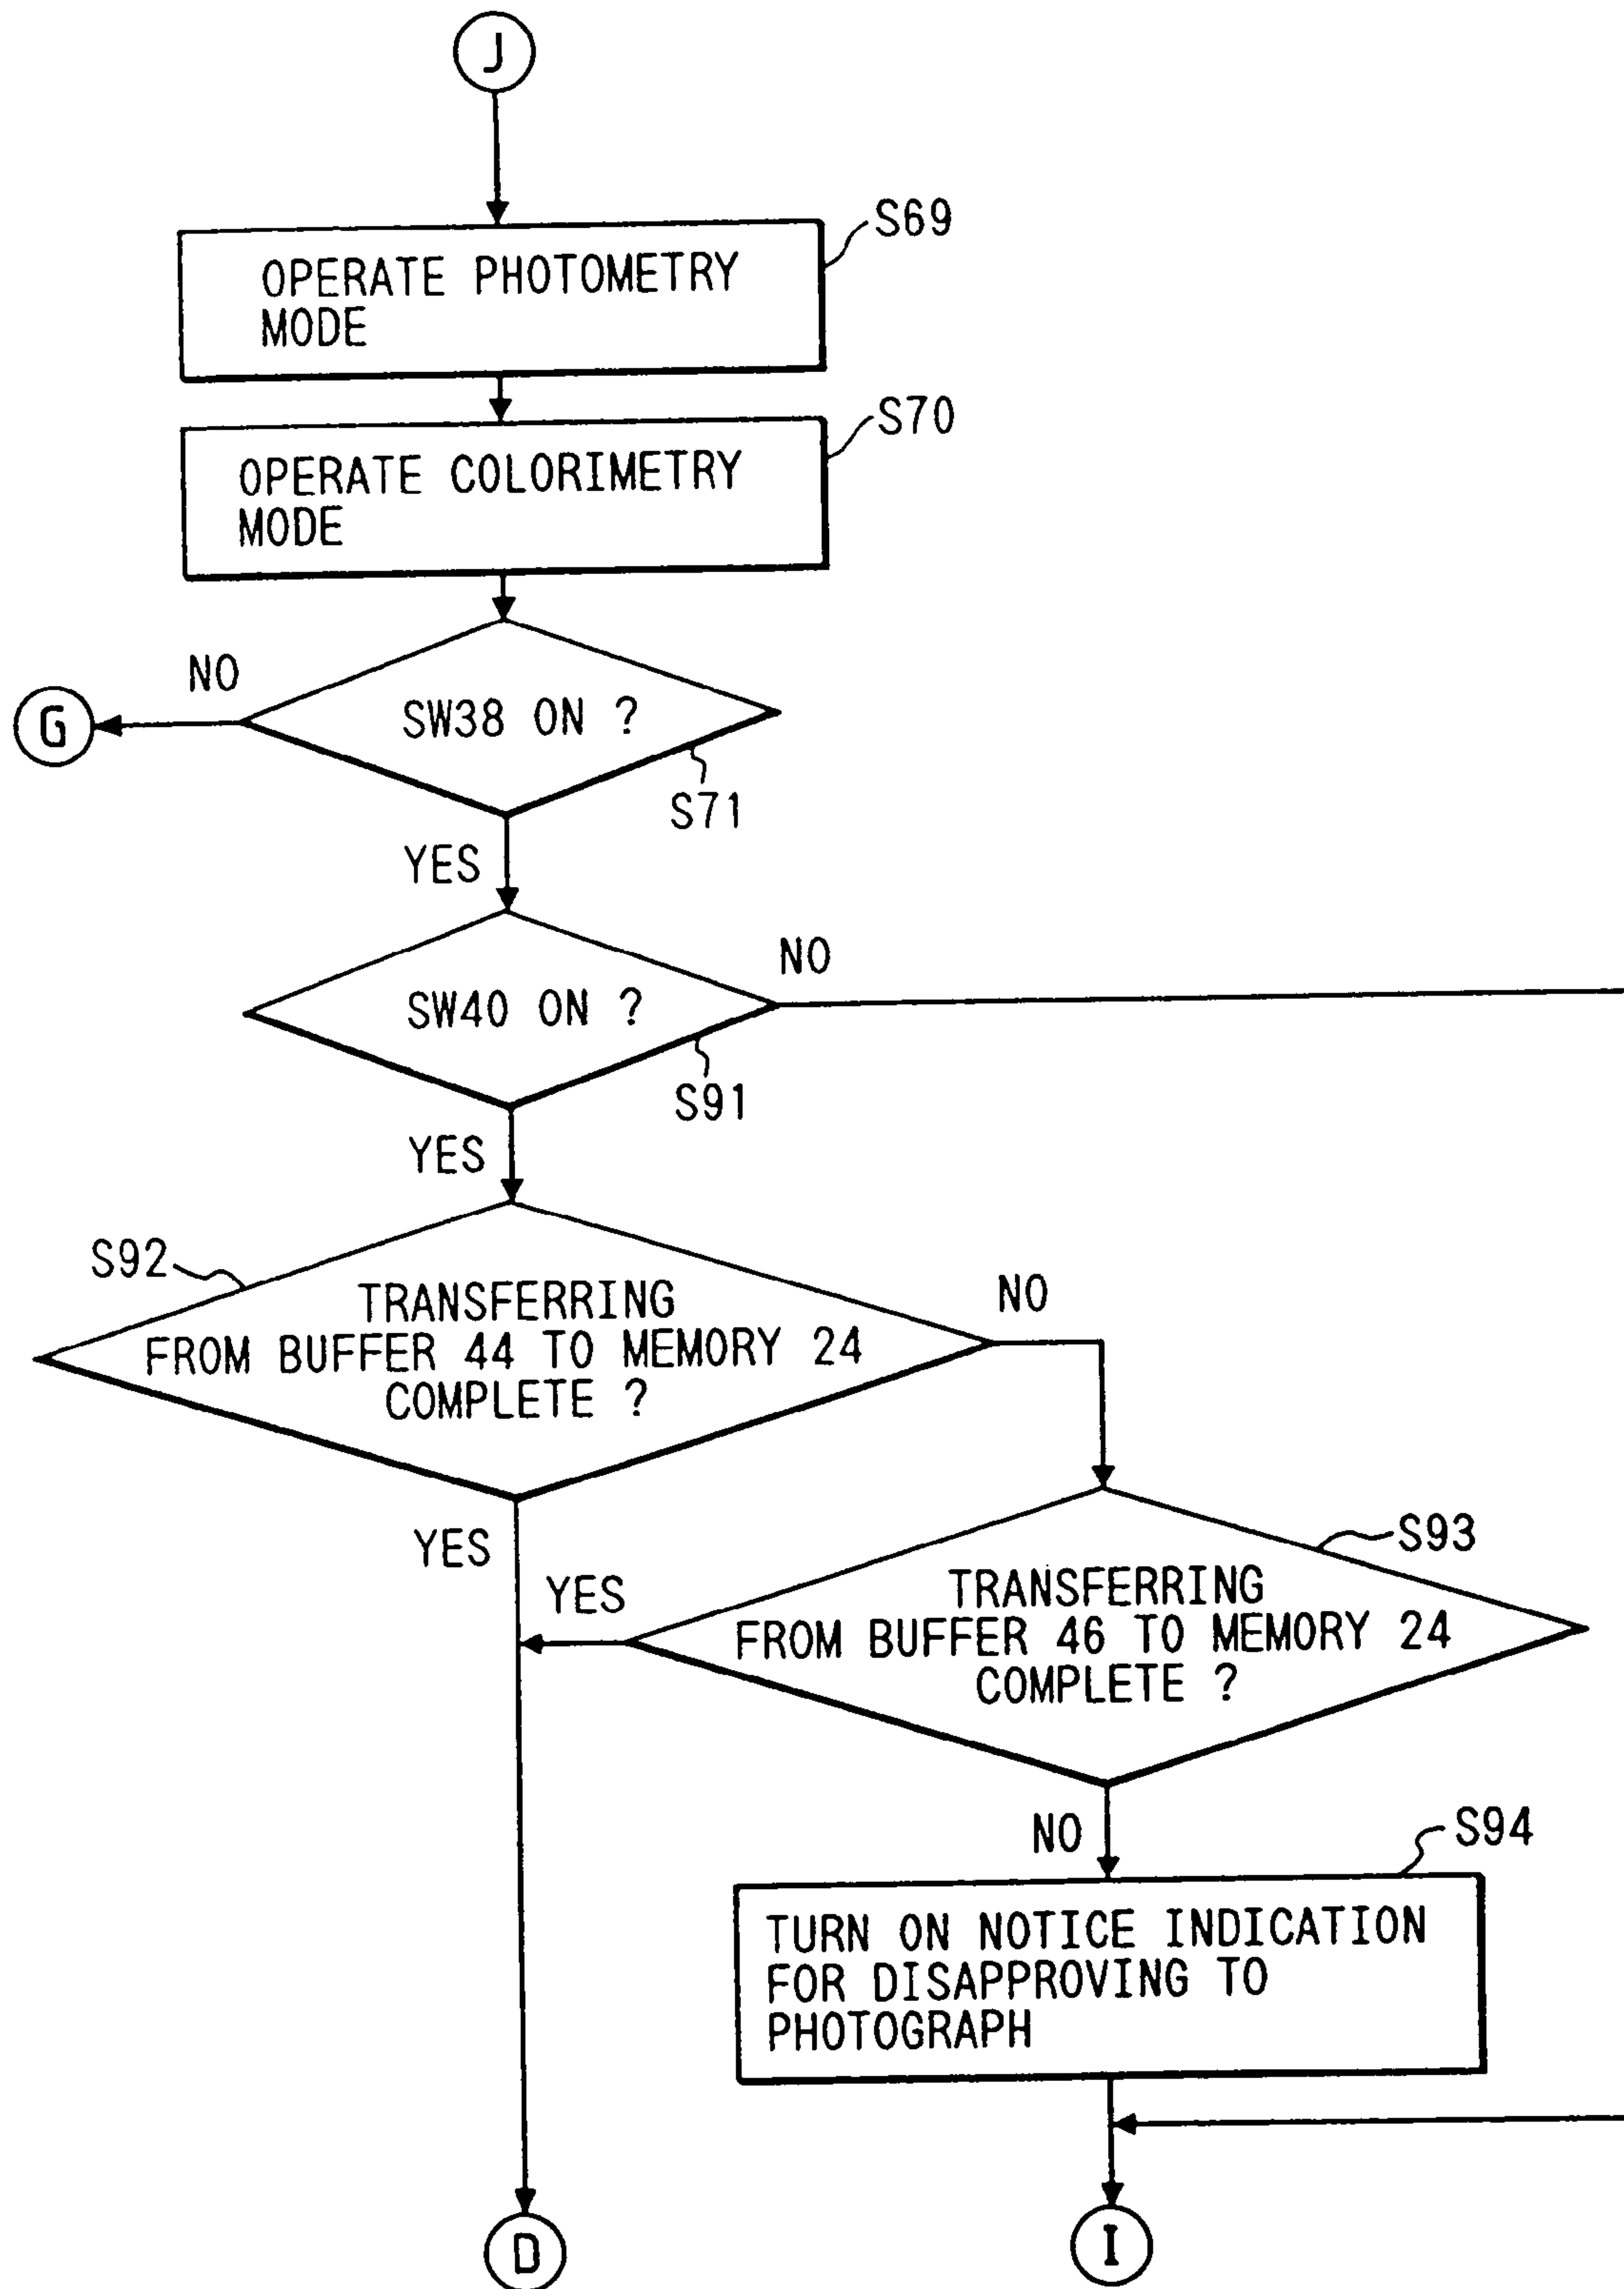 J
S69
OPERATE PHOTOMETRY
MODE
S70
OPERATE COLORIMETRY
MODE
NO
G
SW38 ON ?
S71
YES
NO
SW40 ON ?
S91
YES
S92
NO
TRANSFERRING
FROM BUFFER 44 TO MEMORY 24
COMPLETE ?
YES
S93
YES
TRANSFERRING
FROM BUFFER 46 TO MEMORY 24
COMPLETE ?
NO
S94
TURN ON NOTICE INDICATION
FOR DISAPPROVING TO
PHOTOGRAPH
D
I